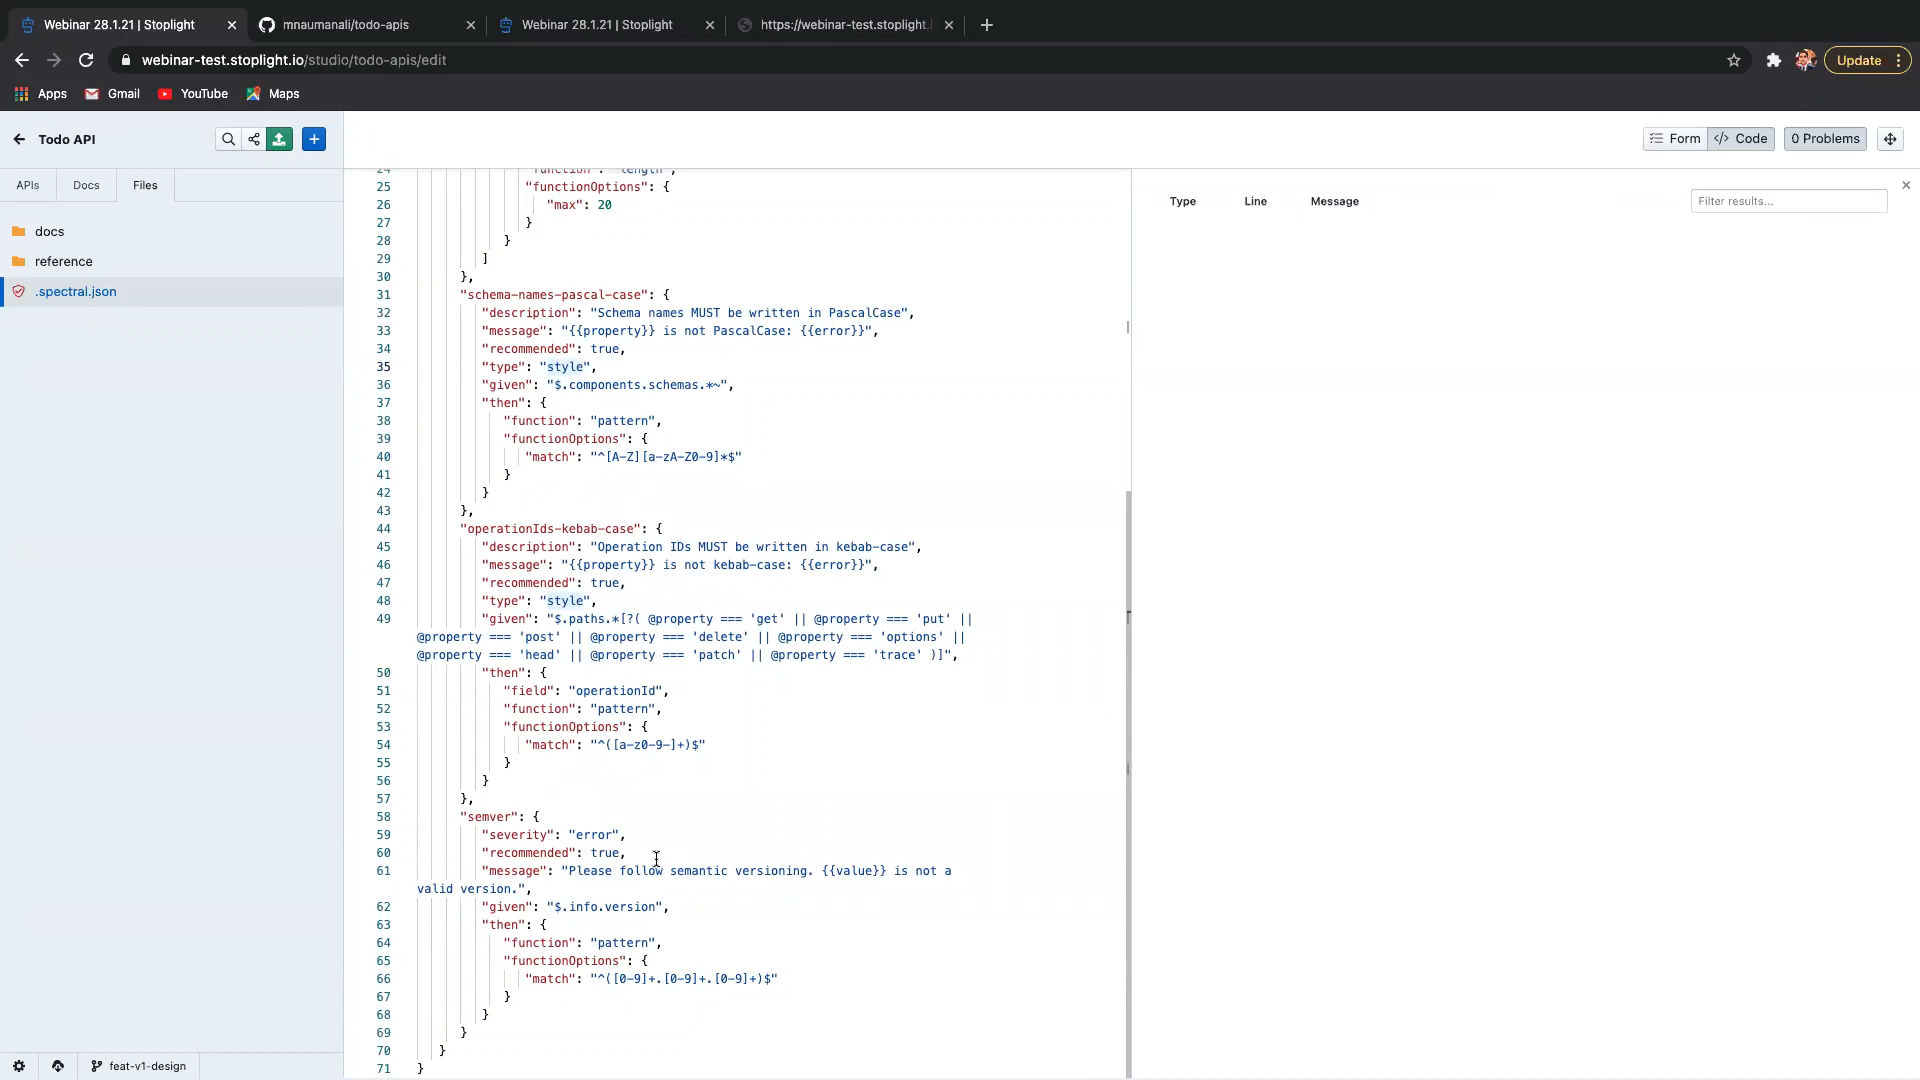 Webinar 28.1.21 | Stoplight
mnaumanali/todo-apis
Webinar 28.1.21 | Stoplight
https://webinar-test.stoplight.i
webinar-test.stoplight.io/studio/todo-apis/edit
Update
Apps
Gmail
YouTube
Maps
Todo API
Form
</> Code
0 Problems
APIs
Docs
Files
docs
reference
.spectral.json
Type
Line
Message
Filter results...
24 "function": "length",
25 "functionOptions": {
26 "max": 20
27 }
28 }
29 ]
30 },
31 "schema-names-pascal-case": {
32 "description": "Schema names MUST be written in PascalCase",
33 "message": "{{property}} is not PascalCase: {{error}}",
34 "recommended": true,
35 "type": "style",
36 "given": "$.components.schemas.*~",
37 "then": {
38 "function": "pattern",
39 "functionOptions": {
40 "match": "^[A-Z][a-zA-Z0-9]*$"
41 }
42 }
43 },
44 "operationIds-kebab-case": {
45 "description": "Operation IDs MUST be written in kebab-case",
46 "message": "{{property}} is not kebab-case: {{error}}",
47 "recommended": true,
48 "type": "style",
49 "given": "$.paths.*[?( @property === 'get' || @property === 'put' ||
@property === 'post' || @property === 'delete' || @property === 'options' ||
@property === 'head' || @property === 'patch' || @property === 'trace' )]",
50 "then": {
51 "field": "operationId",
52 "function": "pattern",
53 "functionOptions": {
54 "match": "^([a-z0-9-]+)$"
55 }
56 }
57 },
58 "semver": {
59 "severity": "error",
60 "recommended": true,
61 "message": "Please follow semantic versioning. {{value}} is not a
valid version.",
62 "given": "$.info.version",
63 "then": {
64 "function": "pattern",
65 "functionOptions": {
66 "match": "^([0-9]+.[0-9]+.[0-9]+)$"
67 }
68 }
69 }
70 }
71 }
feat-v1-design